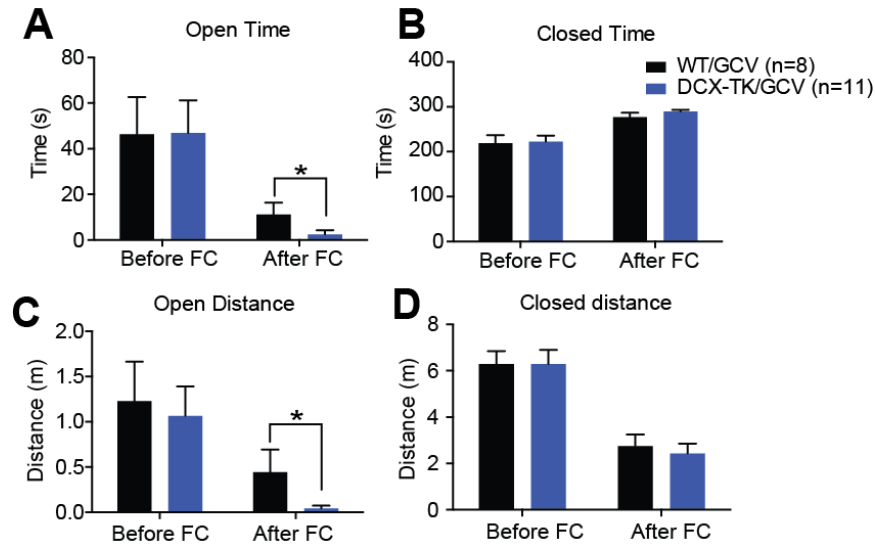 A
Open Time
Time (s)
60
40
20
0
*
Before FC
After FC
B
Closed Time
Time (s)
400
300
200
100
0
WT/GCV (n=8)
DCX-TK/GCV (n=11)
Before FC
After FC
C
Open Distance
Distance (m)
2.0
1.5
1.0
0.5
0.0
*
Before FC
After FC
D
Closed distance
Distance (m)
8
6
4
2
0
Before FC
After FC